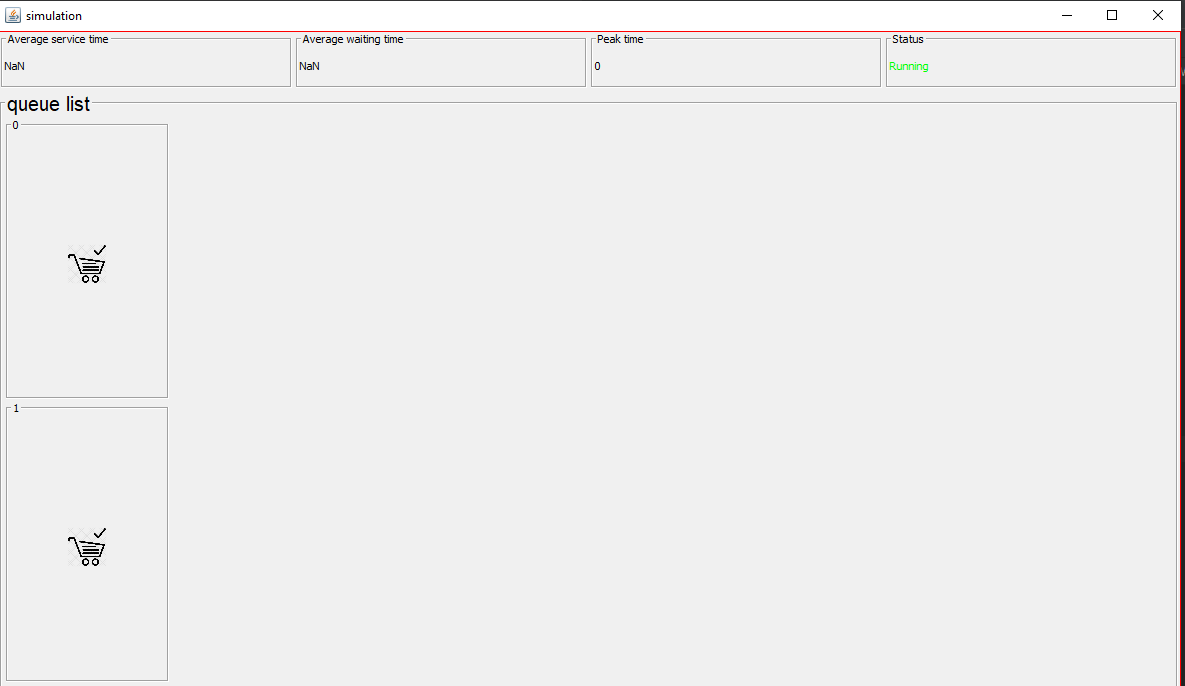 simulation
Average service time
Average waiting time
Peak time
Status
NaN
NaN
0
Running
queue list
0
1